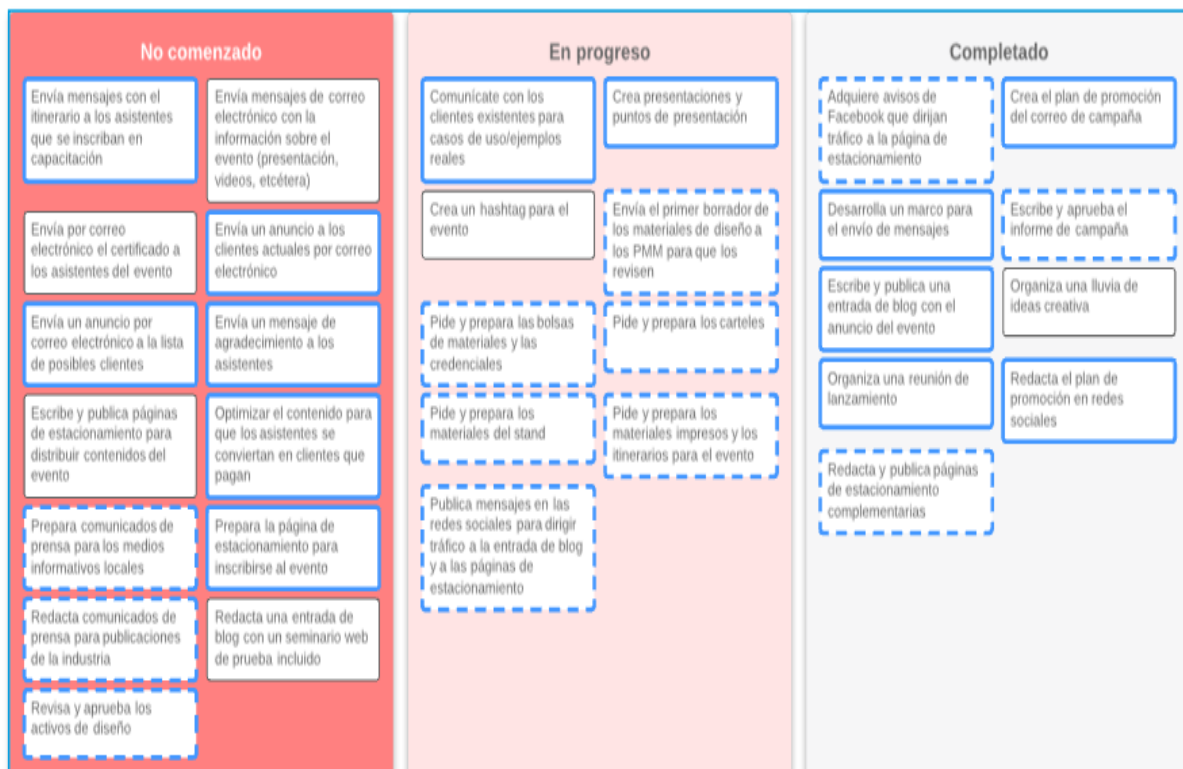 No comenzado
Envía mensajes con el
itinerario a los asistentes
que se inscriban en
capacitación
Envía mensajes de correo
electrónico con la
información sobre el
evento (presentación,
videos, etcétera)
Envía por correo
electrónico el certificado a
los asistentes del evento
Envía un anuncio a los
clientes actuales por correo
electrónico
Envía un anuncio por
correo electrónico a la lista
de posibles clientes
Envía un mensaje de
agradecimiento a los
asistentes
Escribe y publica páginas
de estacionamiento para
distribuir contenidos del
evento
Optimizar el contenido para
que los asistentes se
conviertan en clientes que
pagan
Prepara comunicados de
prensa para los medios
informativos locales
Prepara la página de
estacionamiento para
inscribirse al evento
Redacta comunicados de
prensa para publicaciones
de la industria
Redacta una entrada de
blog con un seminario web
de prueba incluido
Revisa y aprueba los
activos de diseño
En progreso
Comunícate con los
clientes existentes para
casos de uso/ejemplos
reales
Crea presentaciones y
puntos de presentación
Crea un hashtag para el
evento
Envía el primer borrador de
los materiales de diseño a
los PMM para que los
revisen
Pide y prepara las bolsas
de materiales y las
credenciales
Pide y prepara los carteles
Pide y prepara los
materiales del stand
Pide y prepara los
materiales impresos y los
itinerarios para el evento
Publica mensajes en las
redes sociales para dirigir
tráfico a la entrada de blog
y a las páginas de
estacionamiento
Completado
Adquiere avisos de
Facebook que dirijan
tráfico a la página de
estacionamiento
Crea el plan de promoción
del correo de campaña
Desarrolla un marco para
el envío de mensajes
Escribe y aprueba el
informe de campaña
Escribe y publica una
entrada de blog con el
anuncio del evento
Organiza una lluvia de
ideas creativa
Organiza una reunión de
lanzamiento
Redacta el plan de
promoción en redes
sociales
Redacta y publica páginas
de estacionamiento
complementarias